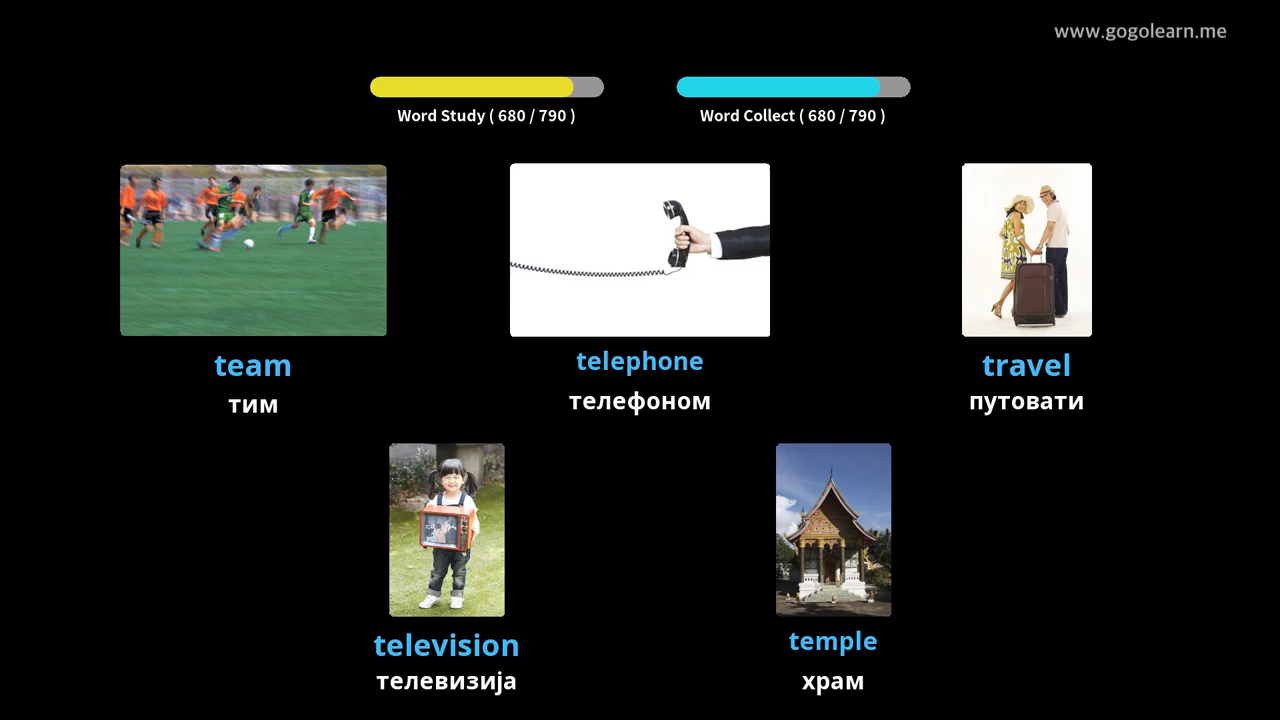 www.gogolearn.me
Word Study ( 680 / 790 )
Word Collect ( 680 / 790 )
team
тим
telephone
телефоном
travel
путовати
television
телевизија
temple
храм